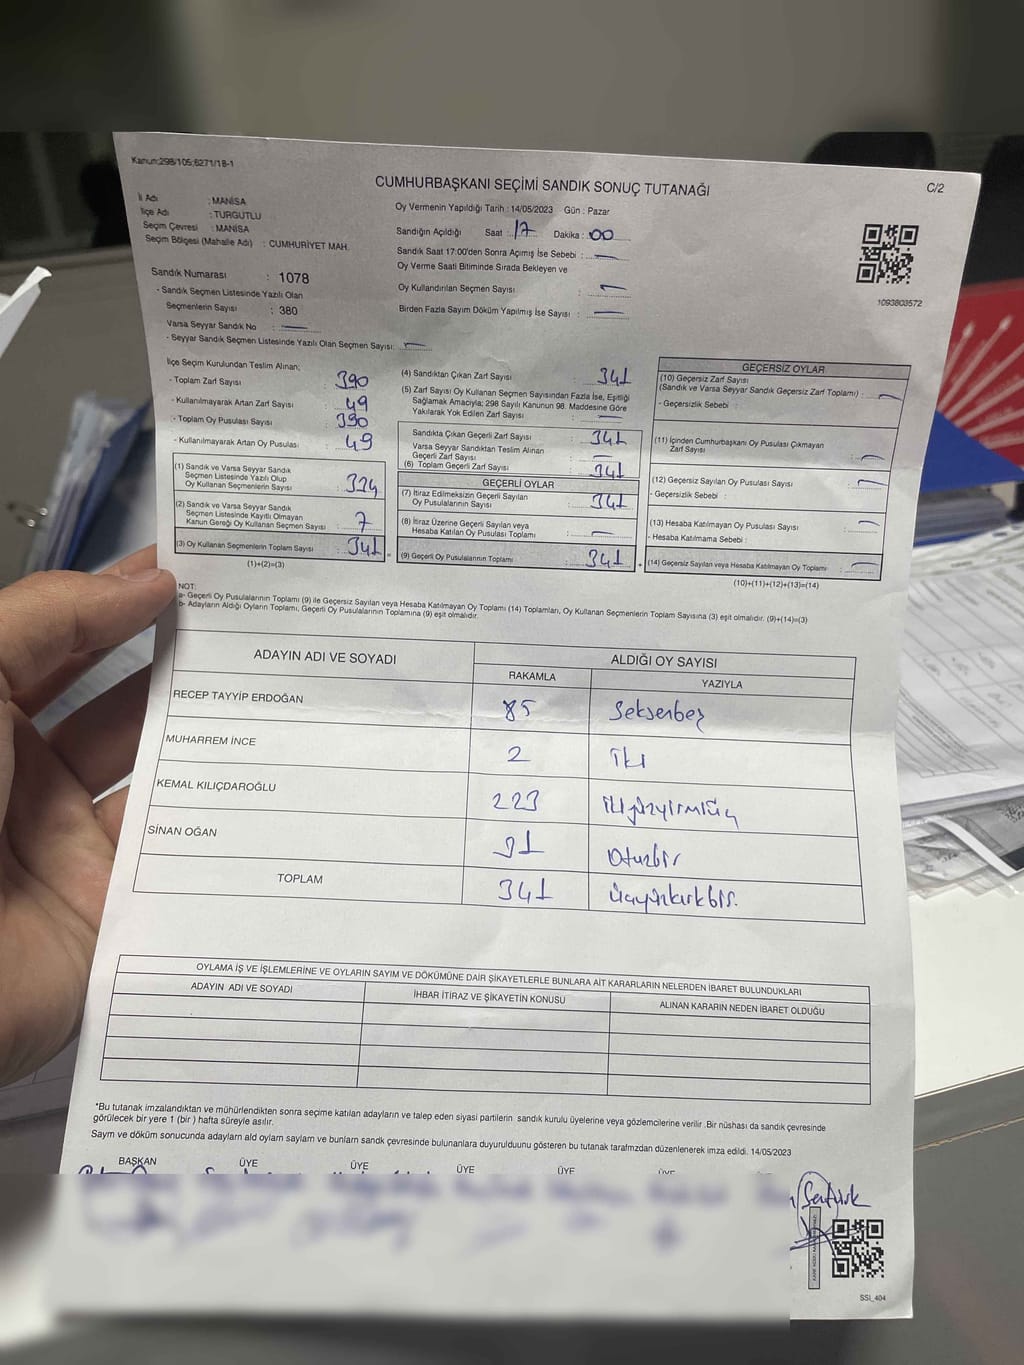 Kanun:298/105;6271/18-1
C/2
CUMHURBAŞKANI SEÇİMİ SANDIK SONUÇ TUTANAĞI
İl Adı : MANİSA
İlçe Adı : TURGUTLU
Seçim Çevresi : MANİSA
Seçim Bölgesi (Mahalle Adı) : CUMHURİYET MAH.
Sandık Numarası : 1078
- Sandık Seçmen Listesinde Yazılı Olan
Seçmenlerin Sayısı : 380
Varsa Seyyar Sandık No : —
- Seyyar Sandık Seçmen Listesinde Yazılı Olan Seçmen Sayısı: —
Oy Vermenin Yapıldığı Tarih : 14/05/2023 Gün : Pazar
Sandığın Açıldığı Saat : 17 Dakika : 00
Sandık Saat 17:00'den Sonra Açımış İse Sebebi : —
Oy Verme Saati Bitiminde Sırada Bekleyen ve
Oy Kullandırılan Seçmen Sayısı : —
Birden Fazla Sayım Döküm Yapılmış İse Sayısı : —
1093803572
İlçe Seçim Kurulundan Teslim Alınan;
- Toplam Zarf Sayısı : 390
- Kullanılmayarak Artan Zarf Sayısı : 49
- Toplam Oy Pusulası Sayısı : 390
- Kullanılmayarak Artan Oy Pusulası : 49
(1) Sandık ve Varsa Seyyar Sandık
Seçmen Listesinde Yazılı Olup
Oy Kullanan Seçmenlerin Sayısı : 334
(2) Sandık ve Varsa Seyyar Sandık
Seçmen Listesinde Kayıtlı Olmayan
Kanun Gereği Oy Kullanan Seçmen Sayısı : 7
(3) Oy Kullanan Seçmenlerin Toplam Sayısı : 341
(1)+(2)=(3)
(4) Sandıktan Çıkan Zarf Sayısı : 341
(5) Zarf Sayısı Oy Kullanan Seçmen Sayısından Fazla İse, Eşitliği
Sağlamak Amacıyla; 298 Sayılı Kanunun 98. Maddesine Göre
Yakılarak Yok Edilen Zarf Sayısı : —
Sandıkta Çıkan Geçerli Zarf Sayısı : 341
Varsa Seyyar Sandıktan Teslim Alınan
Geçerli Zarf Sayısı : —
(6) Toplam Geçerli Zarf Sayısı : 341
GEÇERLİ OYLAR
(7) İtiraz Edilmeksizin Geçerli Sayılan
Oy Pusulalarının Sayısı : 341
(8) İtiraz Üzerine Geçerli Sayılan veya
Hesaba Katılan Oy Pusulası Toplamı : —
(9) Geçerli Oy Pusulalarının Toplamı : 341
GEÇERSİZ OYLAR
(10) Geçersiz Zarf Sayısı
(Sandık ve Varsa Seyyar Sandık Geçersiz Zarf Toplamı) : —
- Geçersizlik Sebebi :
(11) İçinden Cumhurbaşkanı Oy Pusulası Çıkmayan
Zarf Sayısı : —
(12) Geçersiz Sayılan Oy Pusulası Sayısı : —
- Geçersizlik Sebebi :
(13) Hesaba Katılmayan Oy Pusulası Sayısı : —
- Hesaba Katılmama Sebebi :
(14) Geçersiz Sayılan veya Hesaba Katılmayan Oy Toplamı : —
(10)+(11)+(12)+(13)=(14)
NOT:
a- Geçerli Oy Pusulalarının Toplamı (9) ile Geçersiz Sayılan veya Hesaba Katılmayan Oy Toplamı (14) Toplamları, Oy Kullanan Seçmenlerin Toplam Sayısına (3) eşit olmalıdır. (9)+(14)=(3)
b- Adayların Aldığı Oyların Toplamı, Geçerli Oy Pusulalarının Toplamına (9) eşit olmalıdır.
ADAYIN ADI VE SOYADI ALDIĞI OY SAYISI
RAKAMLA YAZIYLA
RECEP TAYYİP ERDOĞAN 85 Seksenbeş
MUHARREM İNCE 2 İki
KEMAL KILIÇDAROĞLU 223 ikiyüzyirmiüç
SİNAN OĞAN 31 Otuzbir
TOPLAM 341 Üçyüzkırkbir.
OYLAMA İŞ VE İŞLEMLERİNE VE OYLARIN SAYIM VE DÖKÜMÜNE DAİR ŞİKAYETLERLE BUNLARA AİT KARARLARIN NELERDEN İBARET BULUNDUKLARI
ADAYIN ADI VE SOYADI İHBAR İTİRAZ VE ŞİKAYETİN KONUSU ALINAN KARARIN NEDEN İBARET OLDUĞU
*Bu tutanak imzalandıktan ve mühürlendikten sonra seçime katılan adayların ve talep eden siyasi partilerin sandık kurulu üyelerine veya gözlemcilerine verilir .Bir nüshası da sandık çevresinde
görülecek bir yere 1 (bir ) hafta süreyle asılır.
Sayım ve döküm sonucunda adayların ald oyların saylam ve bunların sandk çevresinde bulunanlara duyurulduunu gösteren bu tutanak tarafmzdan düzenlenerek imza edildi. 14/05/2023
BAŞKAN ÜYE ÜYE ÜYE ÜYE ÜYE
SSI_404